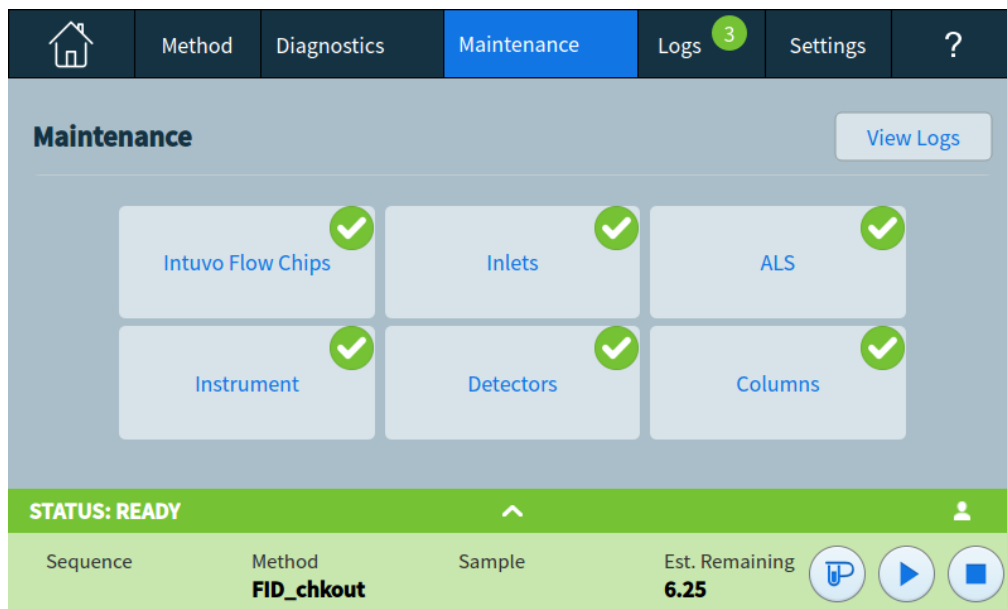 Method Diagnostics Maintenance Logs 3 Settings ?
Maintenance View Logs
Intuvo Flow Chips Inlets ALS
Instrument Detectors Columns
STATUS: READY
Sequence Method Sample Est. Remaining
FID_chkout 6.25